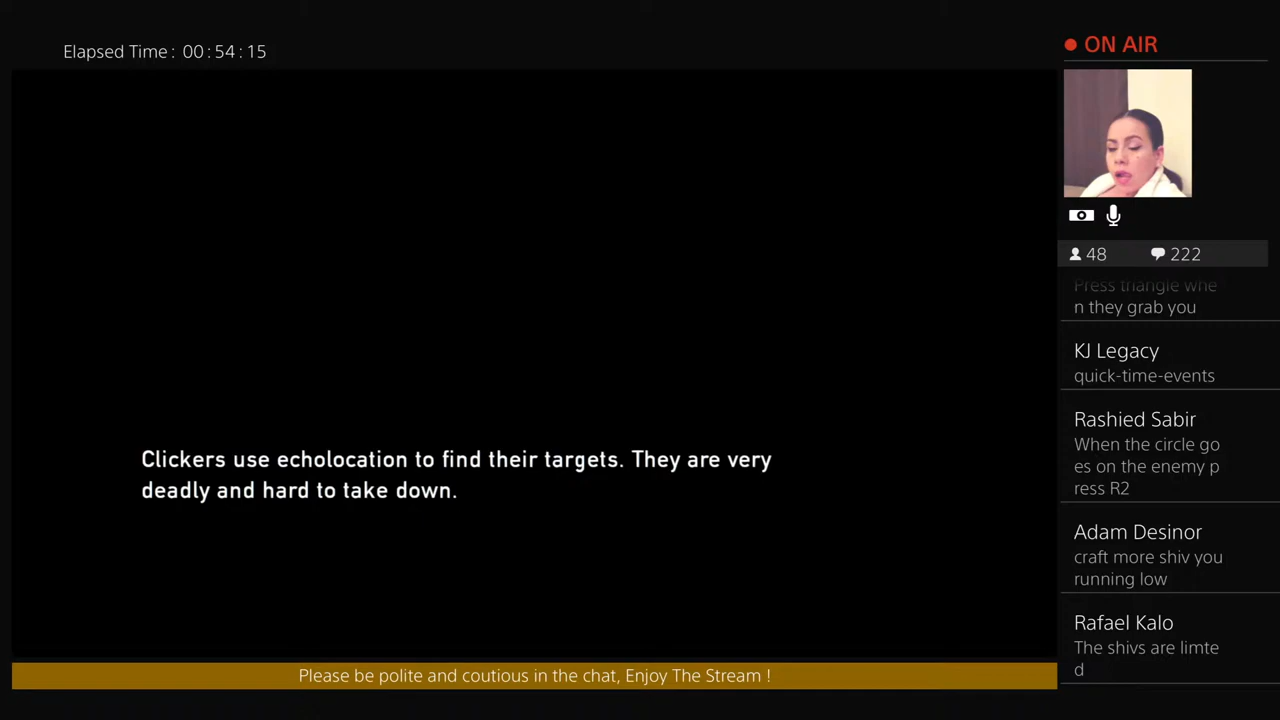 Elapsed Time: 00:54:15
ON AIR
48 222
Press triangle whe
n they grab you
KJ Legacy
quick-time-events
Rashied Sabir
When the circle go
es on the enemy p
ress R2
Adam Desinor
craft more shiv you
running low
Rafael Kalo
The shivs are limte
d
Clickers use echolocation to find their targets. They are very
deadly and hard to take down.
Please be polite and coutious in the chat, Enjoy The Stream !